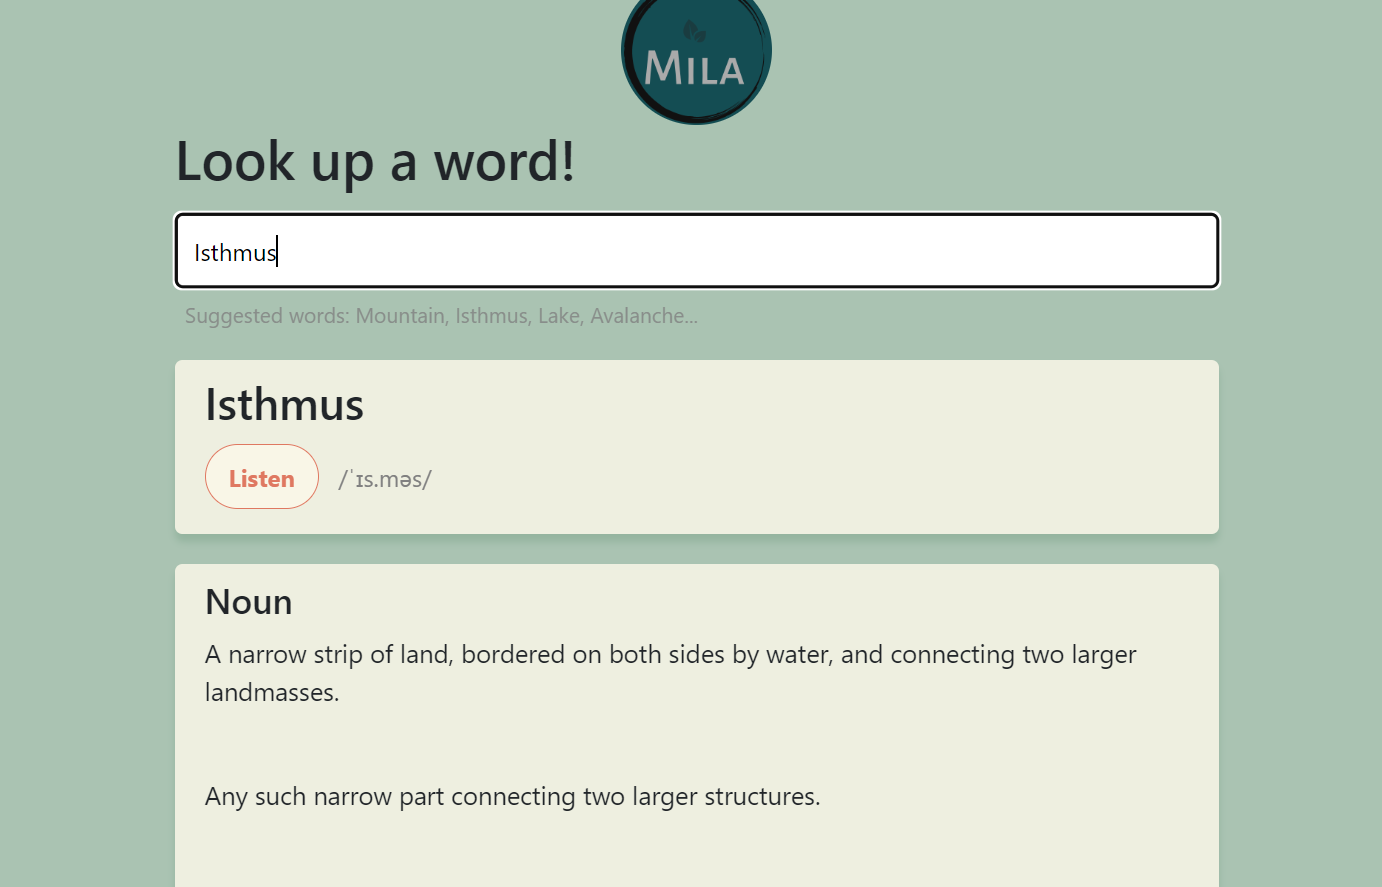 MILA
Look up a word!
Isthmus
Suggested words: Mountain, Isthmus, Lake, Avalanche...
Isthmus
Listen /ˈɪs.məs/
Noun
A narrow strip of land, bordered on both sides by water, and connecting two larger
landmasses.
Any such narrow part connecting two larger structures.